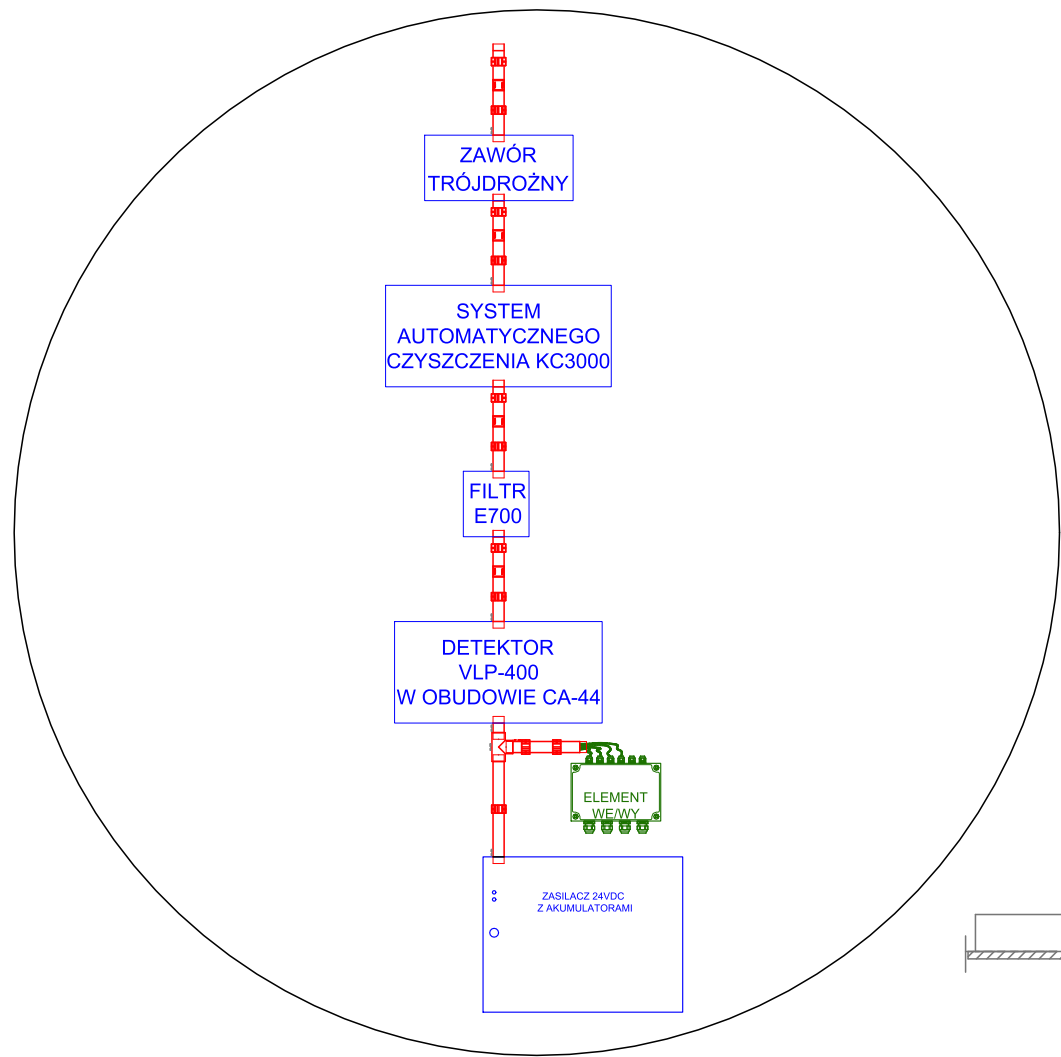 ZAWÓR
TRÓJDROŻNY
SYSTEM
AUTOMATYCZNEGO
CZYSZCZENIA KC3000
FILTR
E700
DETEKTOR
VLP-400
W OBUDOWIE CA-44
ELEMENT
WE/WY
ZASILACZ 24VDC
Z AKUMULATORAMI